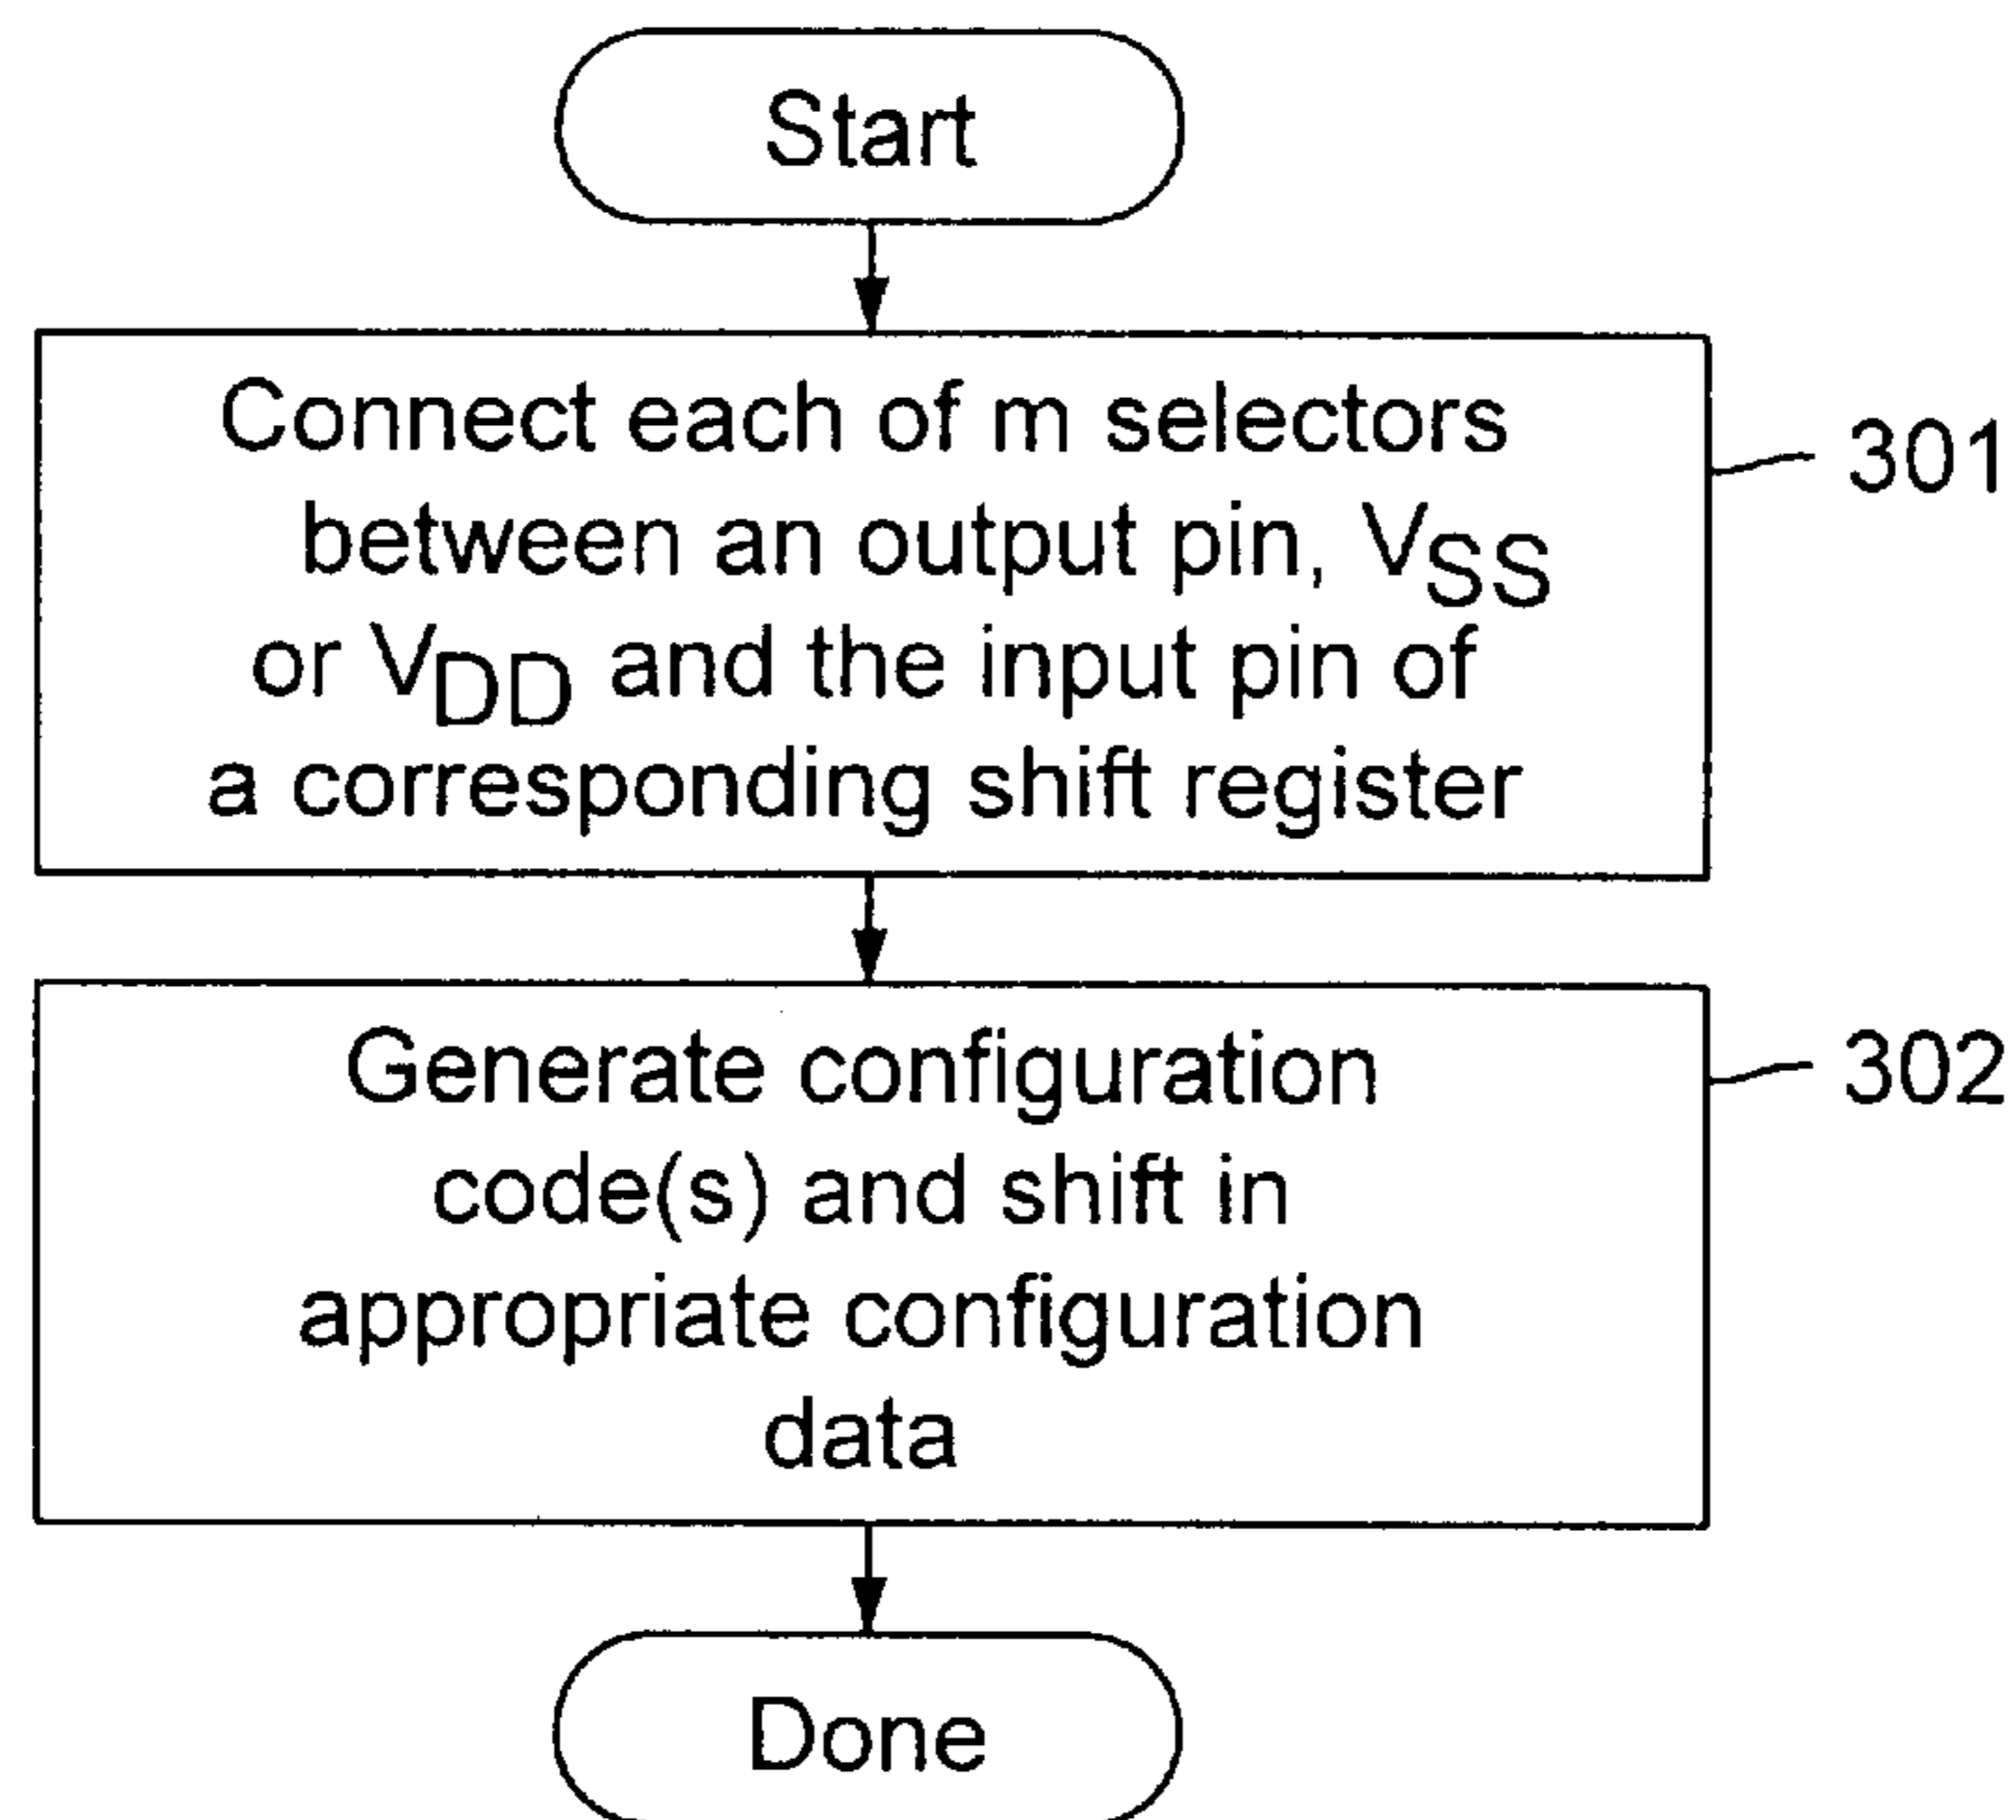 Start
Connect each of m selectors
between an output pin, VSS
or VDD and the input pin of
a corresponding shift register
301
Generate configuration
code(s) and shift in
appropriate configuration
data
302
Done